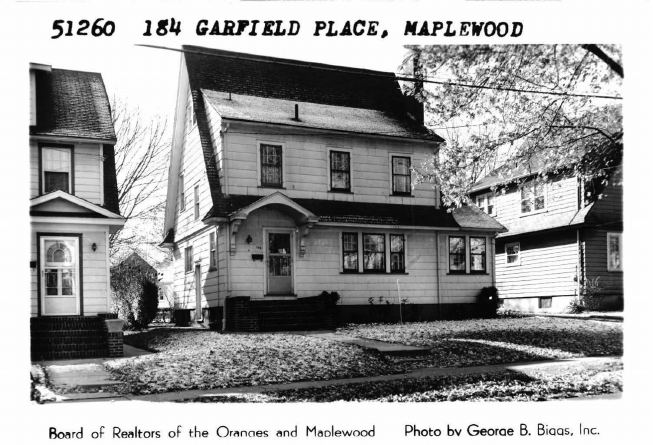 51260 184 GARFIELD PLACE, MAPLEWOOD
Board of Realtors of the Oranges and Maplewood Photo by George B. Biggs, Inc.